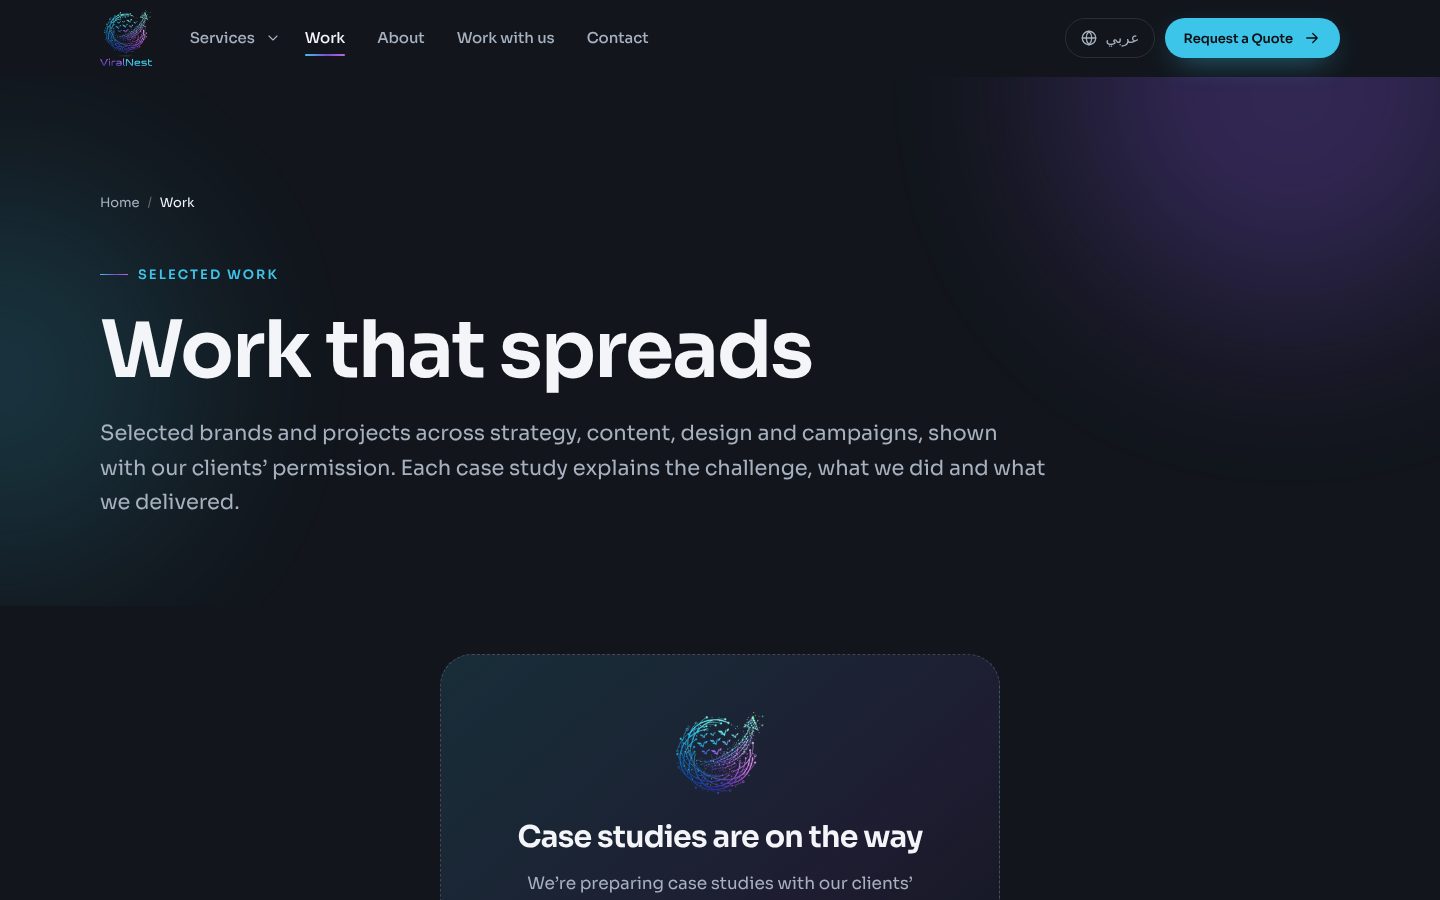 ViralNest
Services
Work
About
Work with us
Contact
عربي
Request a Quote
Home / Work
SELECTED WORK
Work that spreads
Selected brands and projects across strategy, content, design and campaigns, shown
with our clients’ permission. Each case study explains the challenge, what we did and what
we delivered.
Case studies are on the way
We’re preparing case studies with our clients’